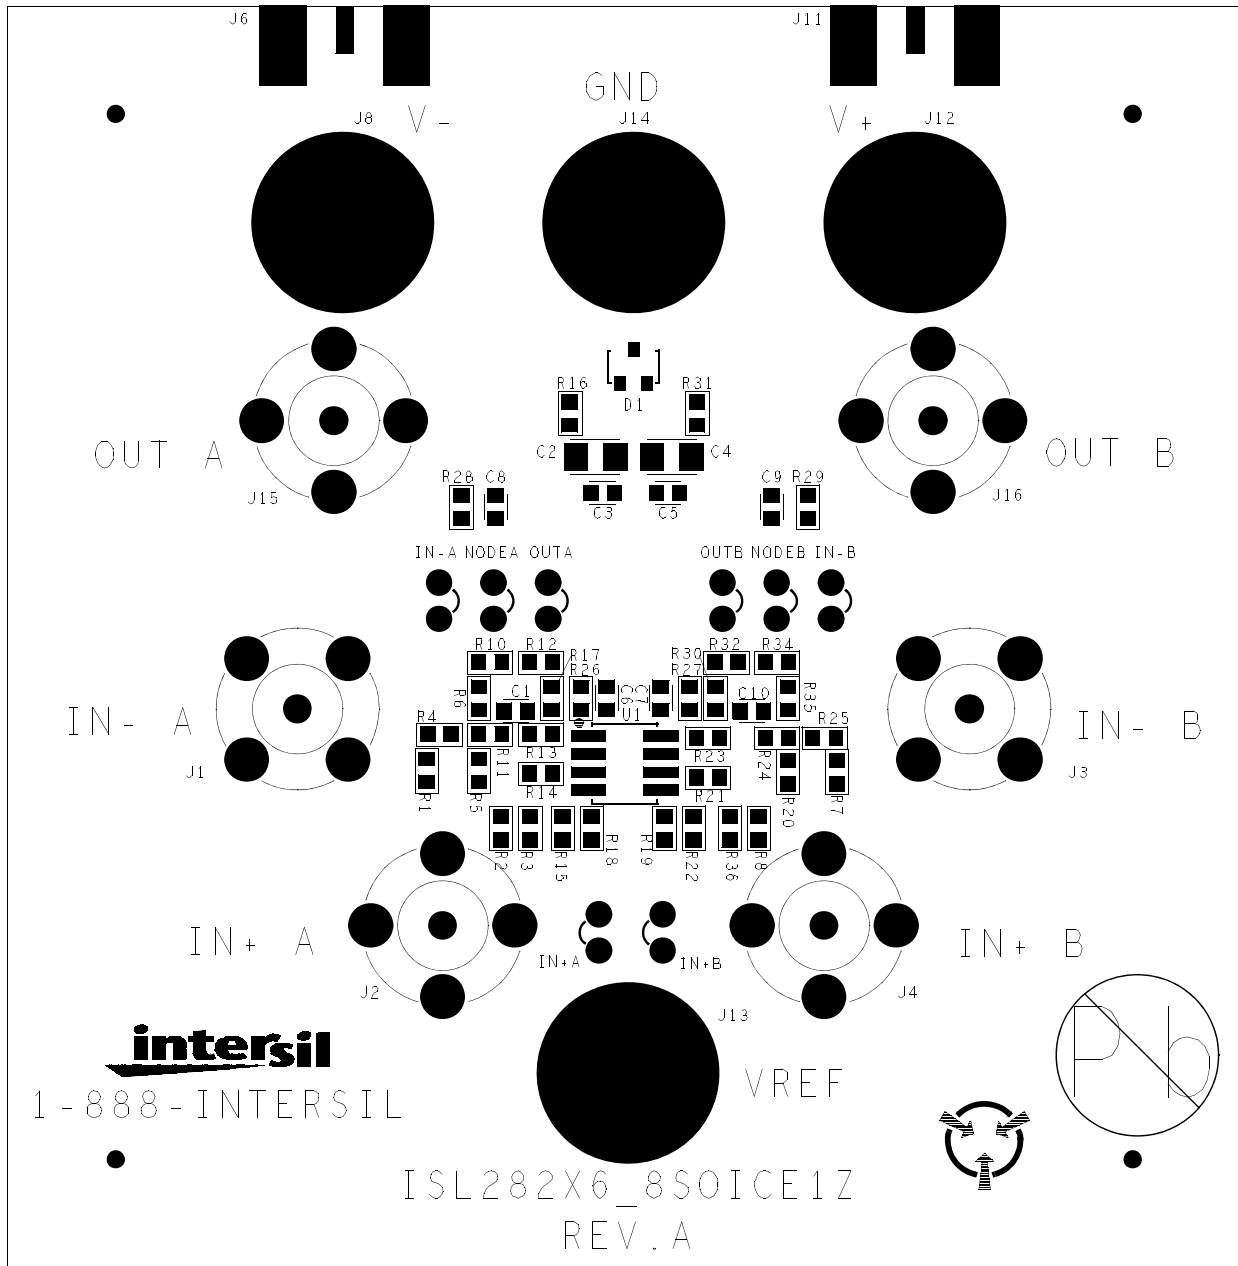 J6
J11
GND
J8 V- J14 V+ J12
R16 R31
D1
OUT A C2 C4 OUT B
R28 C8 C9 R29
J15 C3 C5 J16
IN-A NODEA OUTA OUTB NODEB IN-B
R10 R12 R17 R30 R32 R34
R26 R27
R6 C1 C6 C7 C10 R35
IN- A R4 U1 R25 IN- B
R13 R23
J1 R11 R24 J3
R1 R5 R14 R21 R20 R7
R2 R3 R15 R18 R19 R22 R36 R8
IN+ A IN+A IN+B IN+ B
J2 J4
J13
intersil Pb
VREF
1-888-INTERSIL
ISL282X6_8SOICE1Z
REV.A